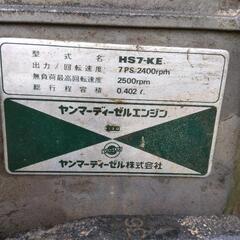 型式名 HS7-KE
出力/回転速度 7PS/2400rpm
無負荷最高回転速度 2500rpm
総行程容積 0.402ℓ.
ヤンマーディーゼルエンジン
ヤンマーディーゼル株式会社